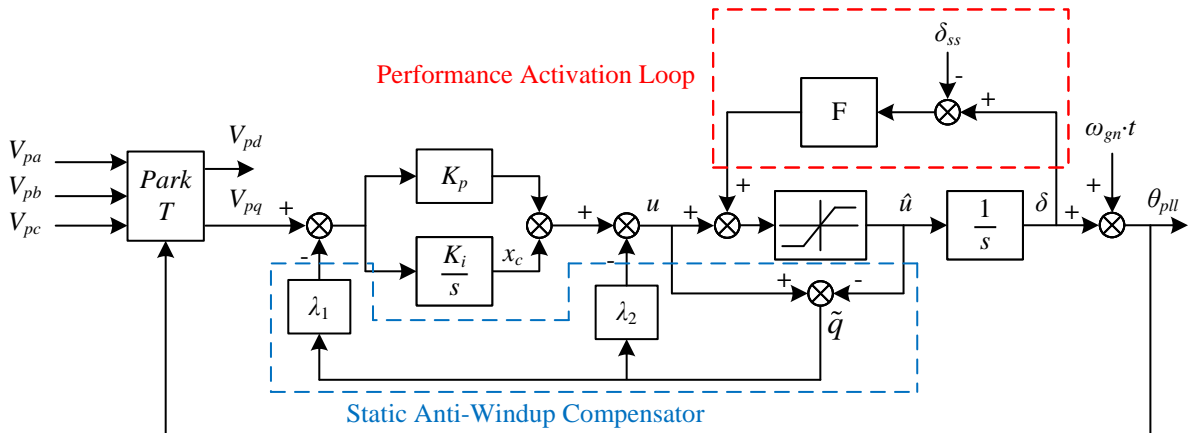 Performance Activation Loop
δss
-
+
F
ωgn·t
Vpa
Vpb
Vpc
Park
T
Vpd
Vpq
+
-
Kp
Ki
s
xc
+
-
u
+
+
û
1
s
δ
+
+
θpll
λ1
λ2
+
-
q̃
Static Anti-Windup Compensator